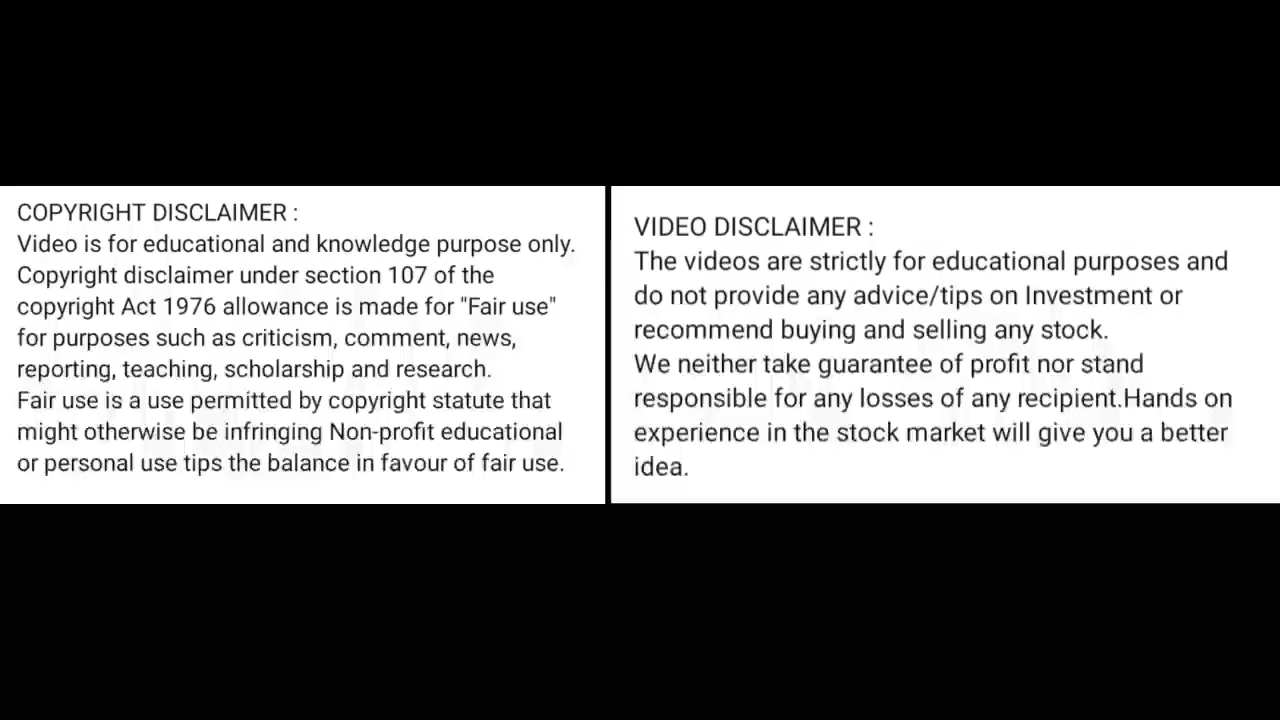 COPYRIGHT DISCLAIMER :
Video is for educational and knowledge purpose only.
Copyright disclaimer under section 107 of the
copyright Act 1976 allowance is made for "Fair use"
for purposes such as criticism, comment, news,
reporting, teaching, scholarship and research.
Fair use is a use permitted by copyright statute that
might otherwise be infringing Non-profit educational
or personal use tips the balance in favour of fair use.
VIDEO DISCLAIMER :
The videos are strictly for educational purposes and
do not provide any advice/tips on Investment or
recommend buying and selling any stock.
We neither take guarantee of profit nor stand
responsible for any losses of any recipient.Hands on
experience in the stock market will give you a better
idea.